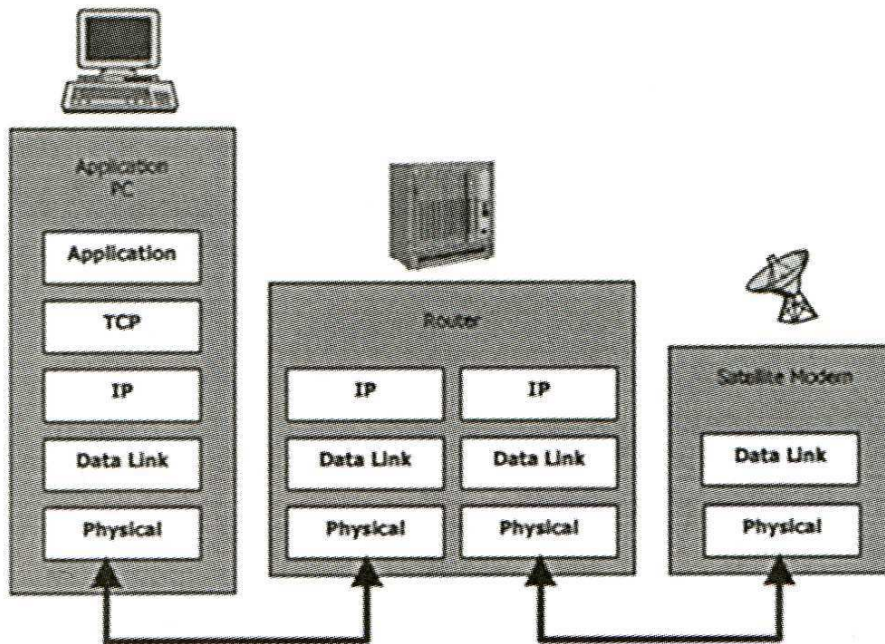 Application
PC
Application
TCP
IP
Data Link
Physical
Router
IP IP
Data Link Data Link
Physical Physical
Satellite Modem
Data Link
Physical